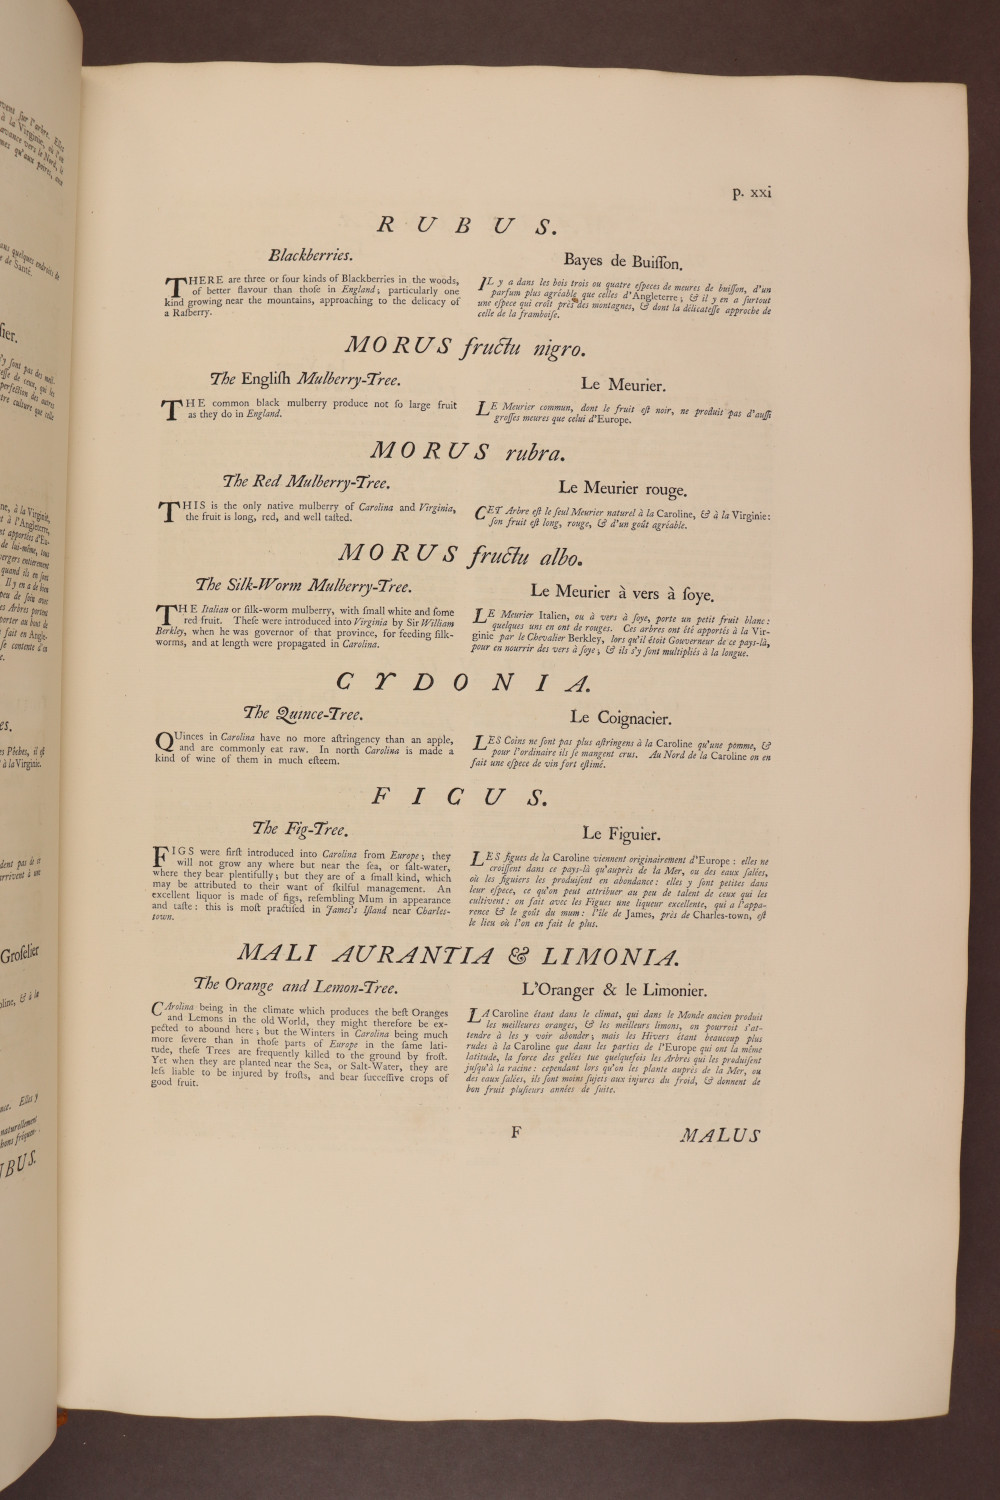 p. xxi
RUBUS.
Blackberries.
THERE are three or four kinds of Blackberries in the woods,
of better flavour than thoſe in England; particularly one
kind growing near the mountains, approaching to the delicacy of
a Raſberry.
Bayes de Buiſſon.
IL y a dans les bois trois ou quatre eſpeces de meures de buiſſon, d'un
parfum plus agréable que celles d'Angleterre; & il y en a ſurtout
une eſpece qui croît près des montagnes, & dont la délicateſſe approche de
celle de la framboiſe.
MORUS fructu nigro.
The Engliſh Mulberry-Tree.
THE common black mulberry produce not ſo large fruit
as they do in England.
Le Meurier.
LE Meurier commun, dont le fruit eſt noir, ne produit pas d'auſſi
groſſes meures que celui d'Europe.
MORUS rubra.
The Red Mulberry-Tree.
THIS is the only native mulberry of Carolina and Virginia,
the fruit is long, red, and well taſted.
Le Meurier rouge.
CET Arbre eſt le ſeul Meurier naturel à la Caroline, & à la Virginie:
ſon fruit eſt long, rouge, & d'un goût agréable.
MORUS fructu albo.
The Silk-Worm Mulberry-Tree.
THE Italian or ſilk-worm mulberry, with ſmall white and ſome
red fruit. Theſe were introduced into Virginia by Sir William
Berkley, when he was governor of that province, for feeding ſilk-
worms, and at length were propagated in Carolina.
Le Meurier à vers à ſoye.
LE Meurier Italien, ou à vers à ſoye, porte un petit fruit blanc:
quelques uns en ont de rouges. Ces arbres ont été apportés à la Vir-
ginie par le Chevalier Berkley, lors qu'il étoit Gouverneur de ce pays-là,
pour en nourrir des vers à ſoye; & ils s'y ſont multipliés à la longue.
CYDONIA.
The Quince-Tree.
QUinces in Carolina have no more aſtringency than an apple,
and are commonly eat raw. In north Carolina is made a
kind of wine of them in much eſteem.
Le Coignacier.
LES Coins ne ſont pas plus aſtringens à la Caroline qu'une pomme, &
pour l'ordinaire ils ſe mangent crus. Au Nord de la Caroline on en
fait une eſpece de vin fort eſtimé.
FICUS.
The Fig-Tree.
FIGS were firſt introduced into Carolina from Europe; they
will not grow any where but near the ſea, or ſalt-water,
where they bear plentifully; but they are of a ſmall kind, which
may be attributed to their want of ſkilful management. An
excellent liquor is made of figs, reſembling Mum in appearance
and taſte: this is moſt practiſed in James's Iſland near Charles-
town.
Le Figuier.
LES figues de la Caroline viennent originairement d'Europe: elles ne
croiſſent dans ce pays-là qu'auprès de la Mer, ou des eaux ſalées,
où les figuiers les produiſent en abondance: elles y ſont petites dans
leur eſpece, ce qu'on peut attribuer au peu de talent de ceux qui les
cultivent: on fait avec les Figues une liqueur excellente, qui a l'appa-
rence & le goût du mum: l'île de James, près de Charles-town, eſt
le lieu où l'on en fait le plus.
MALI AURANTIA & LIMONIA.
The Orange and Lemon-Tree.
CArolina being in the climate which produces the beſt Oranges
and Lemons in the old World, they might therefore be ex-
pected to abound here; but the Winters in Carolina being much
more ſevere than in thoſe parts of Europe in the ſame lati-
tude, theſe Trees are frequently killed to the ground by froſt.
Yet when they are planted near the Sea, or Salt-Water, they are
leſs liable to be injured by froſts, and bear ſucceſſive crops of
good fruit.
L'Oranger & le Limonier.
LA Caroline étant dans le climat, qui dans le Monde ancien produit
les meilleures oranges, & les meilleurs limons, on pourroit s'at-
tendre à les y voir abonder; mais les Hivers étant beaucoup plus
rudes à la Caroline que dans les parties de l'Europe qui ont la même
latitude, la force des gelées tue quelquefois les Arbres qui les produiſent
juſqu'à la racine: cependant lors qu'on les plante auprès de la Mer, ou
des eaux ſalées, ils ſont moins ſujets aux injures du froid, & donnent de
bon fruit pluſieurs années de ſuite.
F
MALUS